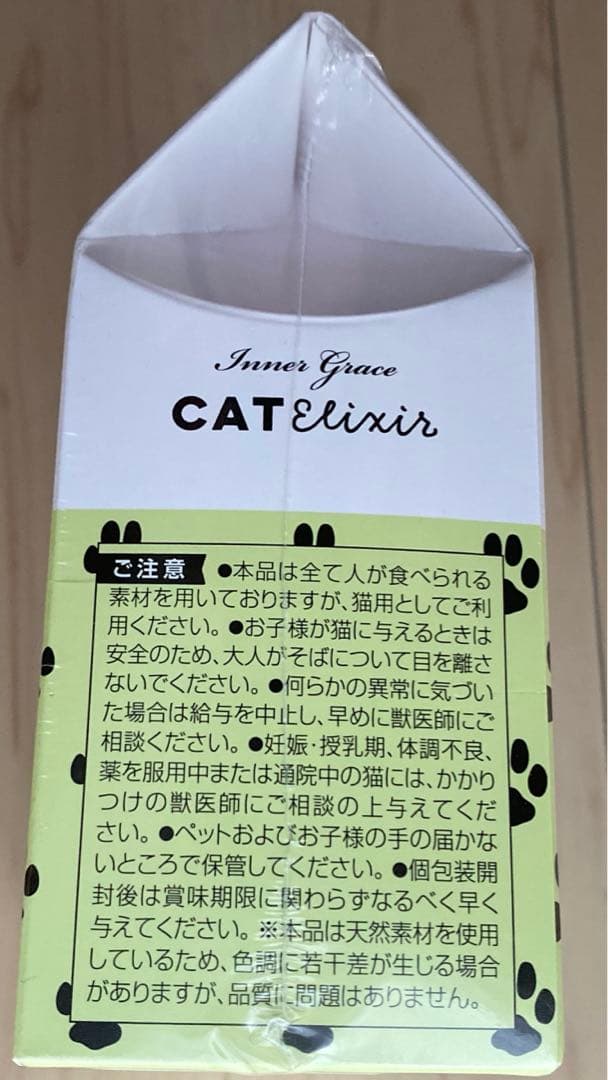 Inner Grace
CAT Elixir
ご注意 ●本品は全て人が食べられる
素材を用いておりますが、猫用としてご利
用ください。●お子様が猫に与えるときは
安全のため、大人がそばについて目を離さ
ないでください。●何らかの異常に気づい
た場合は給与を中止し、早めに獣医師にご
相談ください。●妊娠・授乳期、体調不良、
薬を服用中または通院中の猫には、かかり
つけの獣医師にご相談の上与えてくだ
さい。●ペットおよびお子様の手の届かな
いところで保管してください。●個包装開
封後は賞味期限に関わらずなるべく早く
与えてください。※本品は天然素材を使用
しているため、色調に若干差が生じる場合
がありますが、品質に問題はありません。